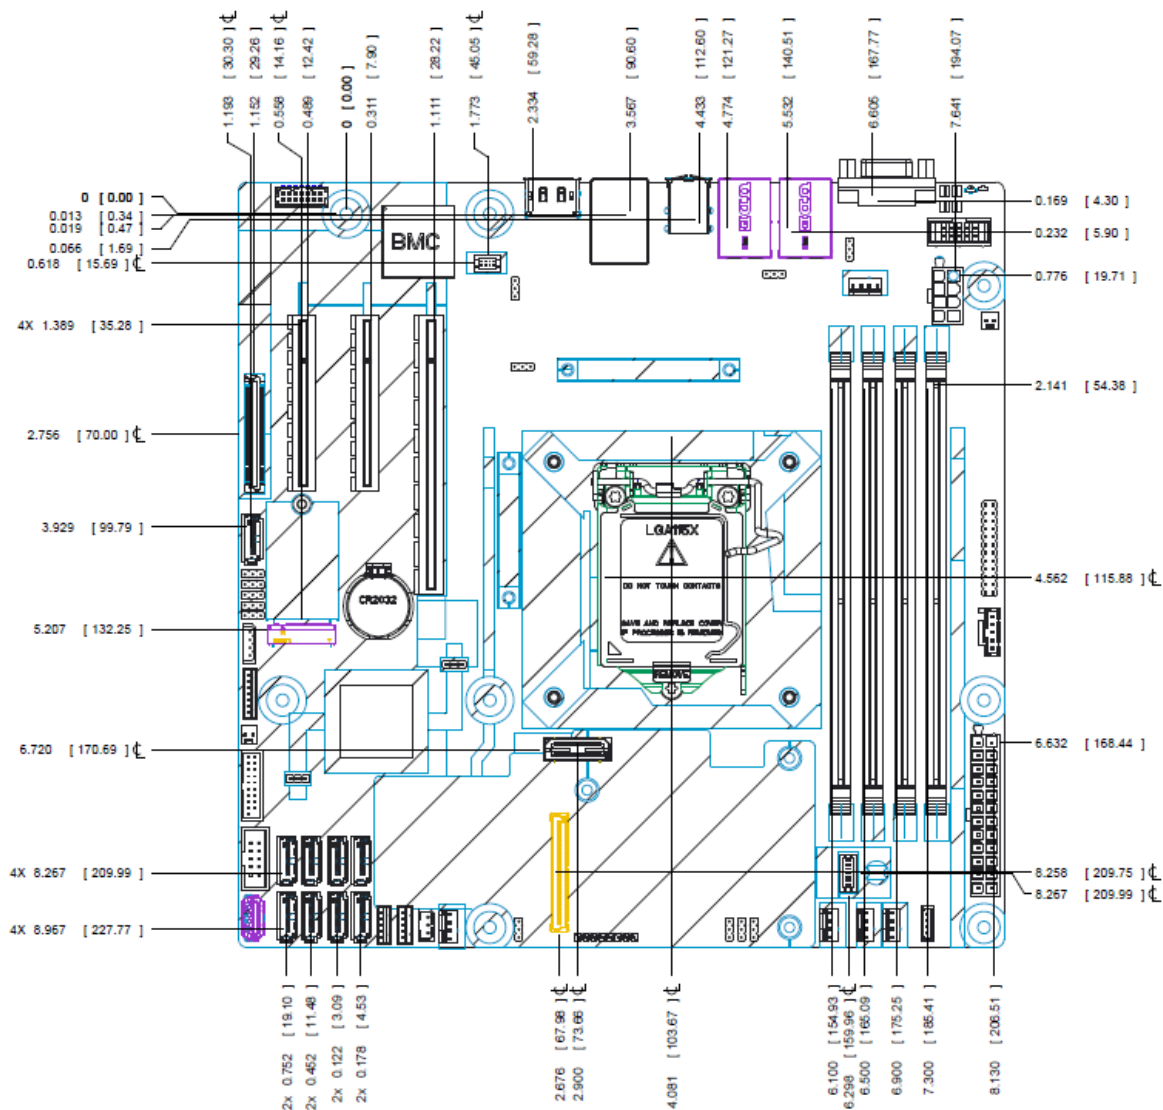 1.193 [ 30.30 ] ℄
1.152 [ 29.26 ]
0.558 [ 14.16 ] ℄
0.489 [ 12.42 ]
0 [ 0.00 ]
0.311 [ 7.90 ]
1.111 [ 28.22 ]
1.773 [ 45.05 ] ℄
2.334 [ 59.28 ]
3.567 [ 90.60 ]
4.433 [ 112.60 ]
4.774 [ 121.27 ]
5.532 [ 140.51 ]
6.605 [ 167.77 ]
7.641 [ 194.07 ]
0 [ 0.00 ]
0.013 [ 0.34 ]
0.019 [ 0.47 ]
0.066 [ 1.69 ]
0.618 [ 15.69 ] ℄
4X 1.389 [ 35.28 ]
2.756 [ 70.00 ] ℄
3.929 [ 99.79 ]
5.207 [ 132.25 ]
6.720 [ 170.69 ] ℄
4X 8.267 [ 209.99 ]
4X 8.967 [ 227.77 ]
BMC
CR2032
LGA115X
DO NOT TOUCH CONTACTS
SAVE AND REPLACE COVER
IF PROCESSOR IS REMOVED
REMOVE
0.169 [ 4.30 ]
0.232 [ 5.90 ]
0.776 [ 19.71 ]
2.141 [ 54.38 ]
4.562 [ 115.88 ] ℄
6.632 [ 168.44 ]
8.258 [ 209.75 ] ℄
8.267 [ 209.99 ] ℄
2x 0.752 [ 19.10 ]
2x 0.452 [ 11.48 ]
2x 0.122 [ 3.09 ]
2x 0.178 [ 4.53 ]
2.676 [ 67.98 ] ℄
2.900 [ 73.66 ] ℄
4.081 [ 103.67 ] ℄
6.100 [ 154.93 ]
6.298 [ 159.96 ] ℄
6.500 [ 165.09 ]
6.900 [ 175.25 ]
7.300 [ 185.41 ]
8.130 [ 206.51 ]